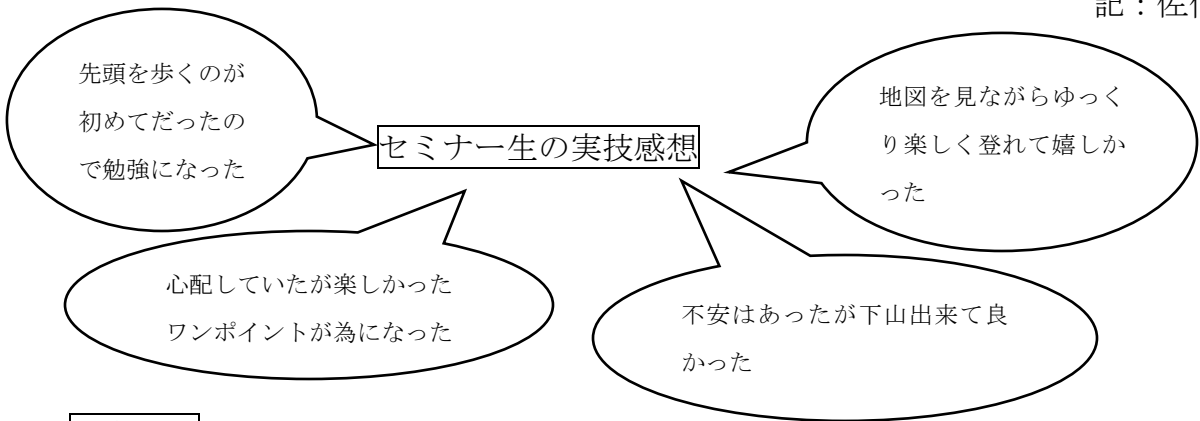 記：佐
先頭を歩くのが
初めてだったの
で勉強になった
セミナー生の実技感想
地図を見ながらゆっく
り楽しく登れて嬉しか
った
心配していたが楽しかった
ワンポイントが為になった
不安はあったが下山出来て良
かった